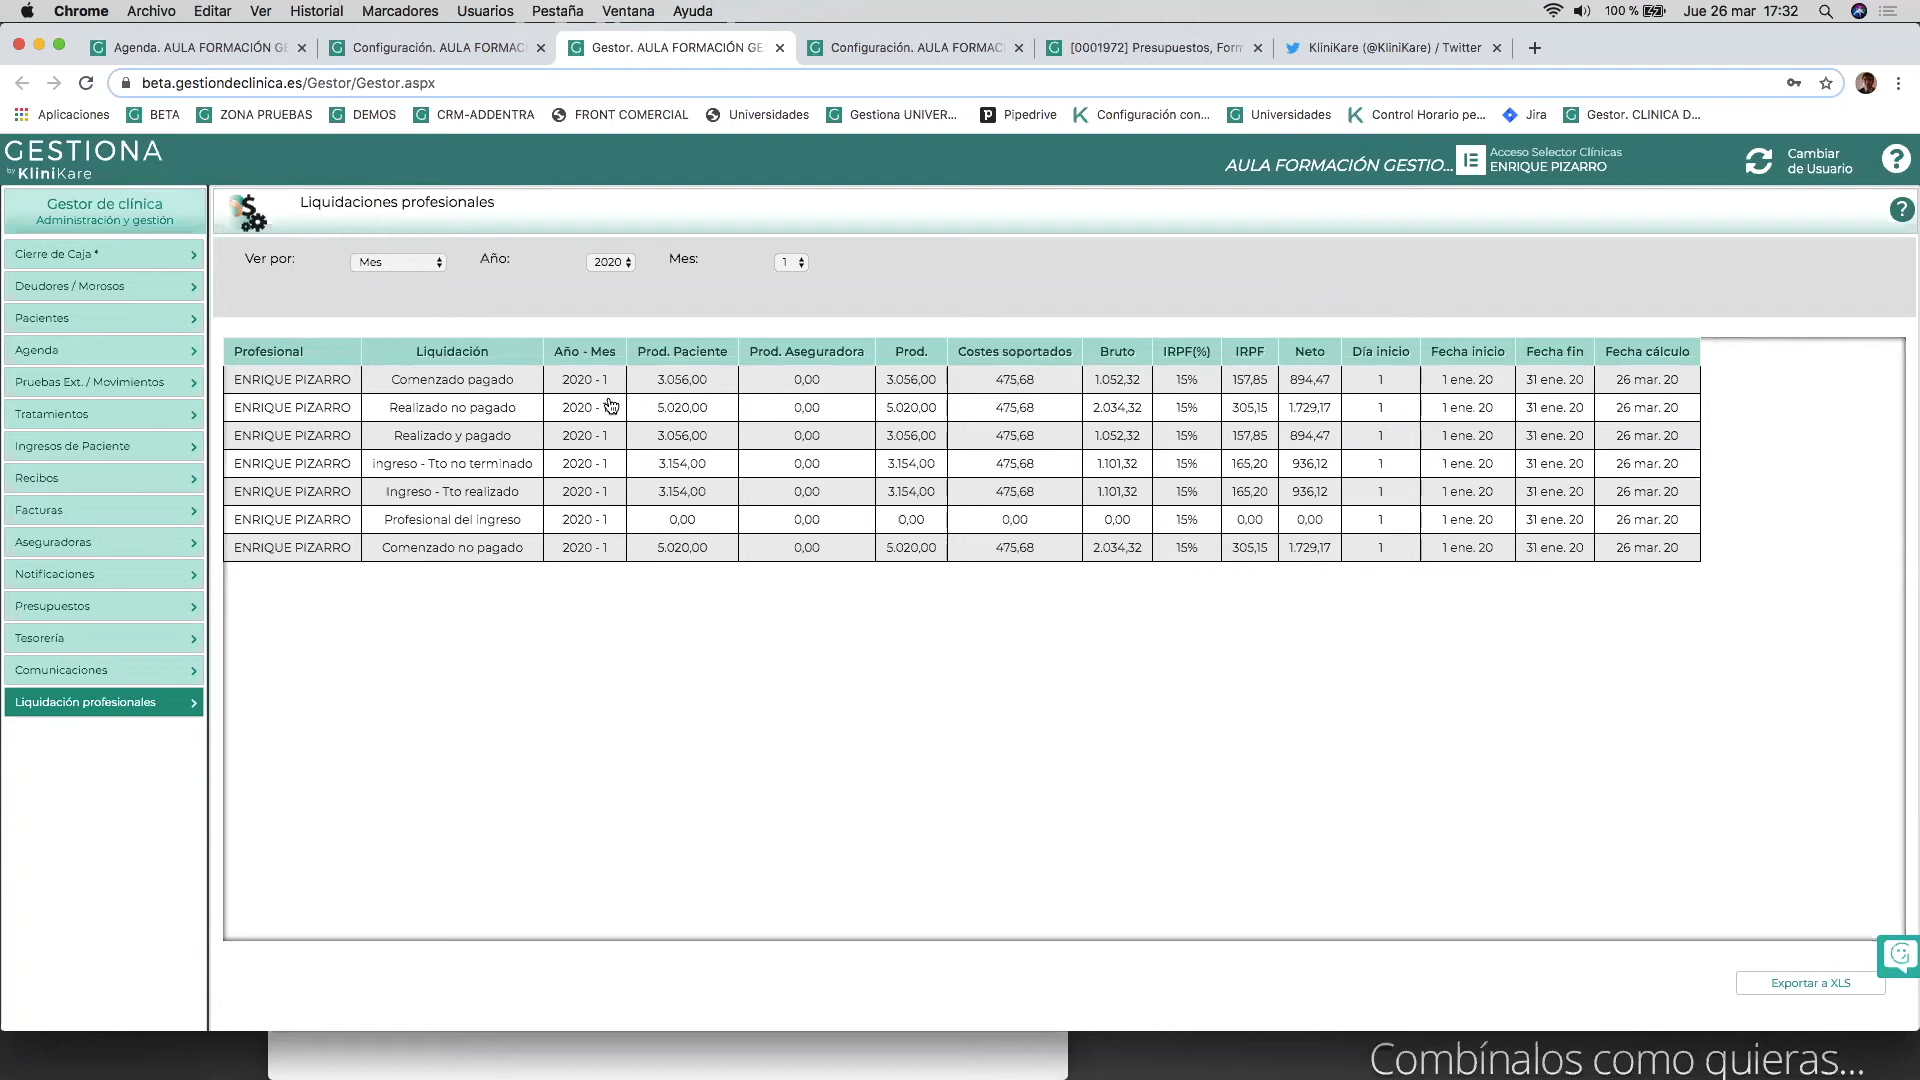 Chrome Archivo Editar Ver Historial Marcadores Usuarios Pestaña Ventana Ayuda 100 % Jue 26 mar 17:32
Agenda. AULA FORMACIÓN GE Configuración. AULA FORMAC Gestor. AULA FORMACIÓN GE Configuración. AULA FORMAC [0001972] Presupuestos, Form KliniKare (@KliniKare) / Twitter
beta.gestiondeclinica.es/Gestor/Gestor.aspx
Aplicaciones BETA ZONA PRUEBAS DEMOS CRM-ADDENTRA FRONT COMERCIAL Universidades Gestiona UNIVER... Pipedrive Configuración con... Universidades Control Horario pe... Jira Gestor. CLINICA D...
GESTIONA
by KliniKare
AULA FORMACIÓN GESTIO...
Acceso Selector Clínicas
ENRIQUE PIZARRO
Cambiar
de Usuario
?
Gestor de clínica
Administración y gestión
Cierre de Caja *
Deudores / Morosos
Pacientes
Agenda
Pruebas Ext. / Movimientos
Tratamientos
Ingresos de Paciente
Recibos
Facturas
Aseguradoras
Notificaciones
Presupuestos
Tesorería
Comunicaciones
Liquidación profesionales
Liquidaciones profesionales
?
Ver por: Mes Año: 2020 Mes: 1
Profesional Liquidación Año - Mes Prod. Paciente Prod. Aseguradora Prod. Costes soportados Bruto IRPF(%) IRPF Neto Día inicio Fecha inicio Fecha fin Fecha cálculo
ENRIQUE PIZARRO Comenzado pagado 2020 - 1 3.056,00 0,00 3.056,00 475,68 1.052,32 15% 157,85 894,47 1 1 ene. 20 31 ene. 20 26 mar. 20
ENRIQUE PIZARRO Realizado no pagado 2020 - 5.020,00 0,00 5.020,00 475,68 2.034,32 15% 305,15 1.729,17 1 1 ene. 20 31 ene. 20 26 mar. 20
ENRIQUE PIZARRO Realizado y pagado 2020 - 1 3.056,00 0,00 3.056,00 475,68 1.052,32 15% 157,85 894,47 1 1 ene. 20 31 ene. 20 26 mar. 20
ENRIQUE PIZARRO ingreso - Tto no terminado 2020 - 1 3.154,00 0,00 3.154,00 475,68 1.101,32 15% 165,20 936,12 1 1 ene. 20 31 ene. 20 26 mar. 20
ENRIQUE PIZARRO Ingreso - Tto realizado 2020 - 1 3.154,00 0,00 3.154,00 475,68 1.101,32 15% 165,20 936,12 1 1 ene. 20 31 ene. 20 26 mar. 20
ENRIQUE PIZARRO Profesional del ingreso 2020 - 1 0,00 0,00 0,00 0,00 0,00 15% 0,00 0,00 1 1 ene. 20 31 ene. 20 26 mar. 20
ENRIQUE PIZARRO Comenzado no pagado 2020 - 1 5.020,00 0,00 5.020,00 475,68 2.034,32 15% 305,15 1.729,17 1 1 ene. 20 31 ene. 20 26 mar. 20
Exportar a XLS
Combínalos como quieras...